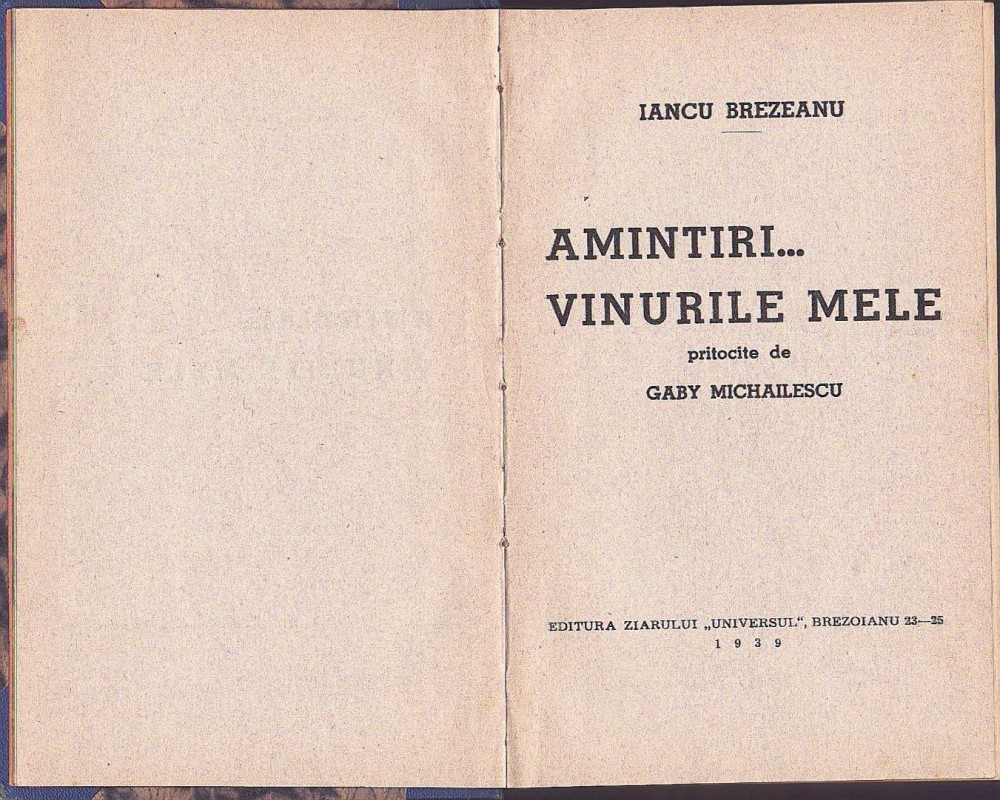 IANCU BREZEANU
AMINTIRI...
VINURILE MELE
pritocite de
GABY MICHAILESCU
EDITURA ZIARULUI „UNIVERSUL“, BREZOIANU 23—25
1939